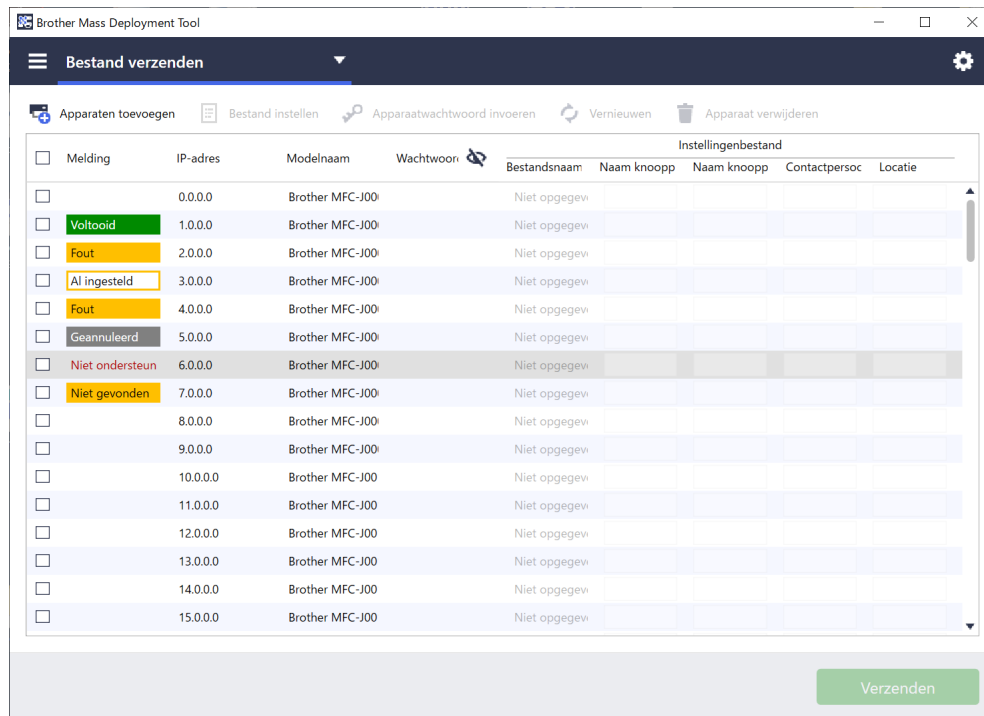 Brother Mass Deployment Tool
Bestand verzenden
Apparaten toevoegen Bestand instellen Apparaatwachtwoord invoeren Vernieuwen Apparaat verwijderen
Instellingenbestand
Melding IP-adres Modelnaam Wachtwoor Bestandsnaam Naam knoopp Naam knoopp Contactpersoo Locatie
0.0.0.0 Brother MFC-J00 Niet opgegev
Voltooid 1.0.0.0 Brother MFC-J00 Niet opgegev
Fout 2.0.0.0 Brother MFC-J00 Niet opgegev
Al ingesteld 3.0.0.0 Brother MFC-J00 Niet opgegev
Fout 4.0.0.0 Brother MFC-J00 Niet opgegev
Geannuleerd 5.0.0.0 Brother MFC-J00 Niet opgegev
Niet ondersteun 6.0.0.0 Brother MFC-J00 Niet opgegev
Niet gevonden 7.0.0.0 Brother MFC-J00 Niet opgegev
8.0.0.0 Brother MFC-J00 Niet opgegev
9.0.0.0 Brother MFC-J00 Niet opgegev
10.0.0.0 Brother MFC-J00 Niet opgegev
11.0.0.0 Brother MFC-J00 Niet opgegev
12.0.0.0 Brother MFC-J00 Niet opgegev
13.0.0.0 Brother MFC-J00 Niet opgegev
14.0.0.0 Brother MFC-J00 Niet opgegev
15.0.0.0 Brother MFC-J00 Niet opgegev
Verzenden